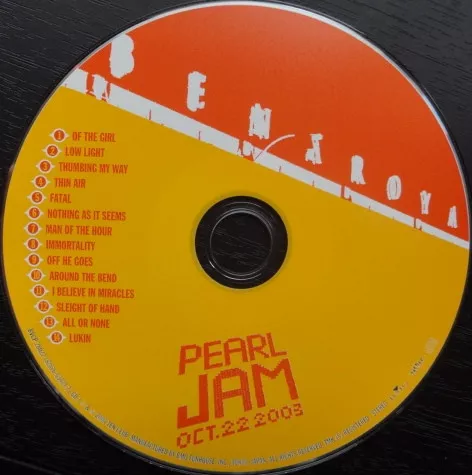 BENAROYA
1 OF THE GIRL
2 LOW LIGHT
3 THUMBING MY WAY
4 THIN AIR
5 FATAL
6 NOTHING AS IT SEEMS
7 MAN OF THE HOUR
8 IMMORTALITY
9 OFF HE GOES
10 AROUND THE BEND
11 I BELIEVE IN MIRACLES
12 SLEIGHT OF HAND
13 ALL OR NONE
14 LUKIN
PEARL
JAM
OCT.22 2003